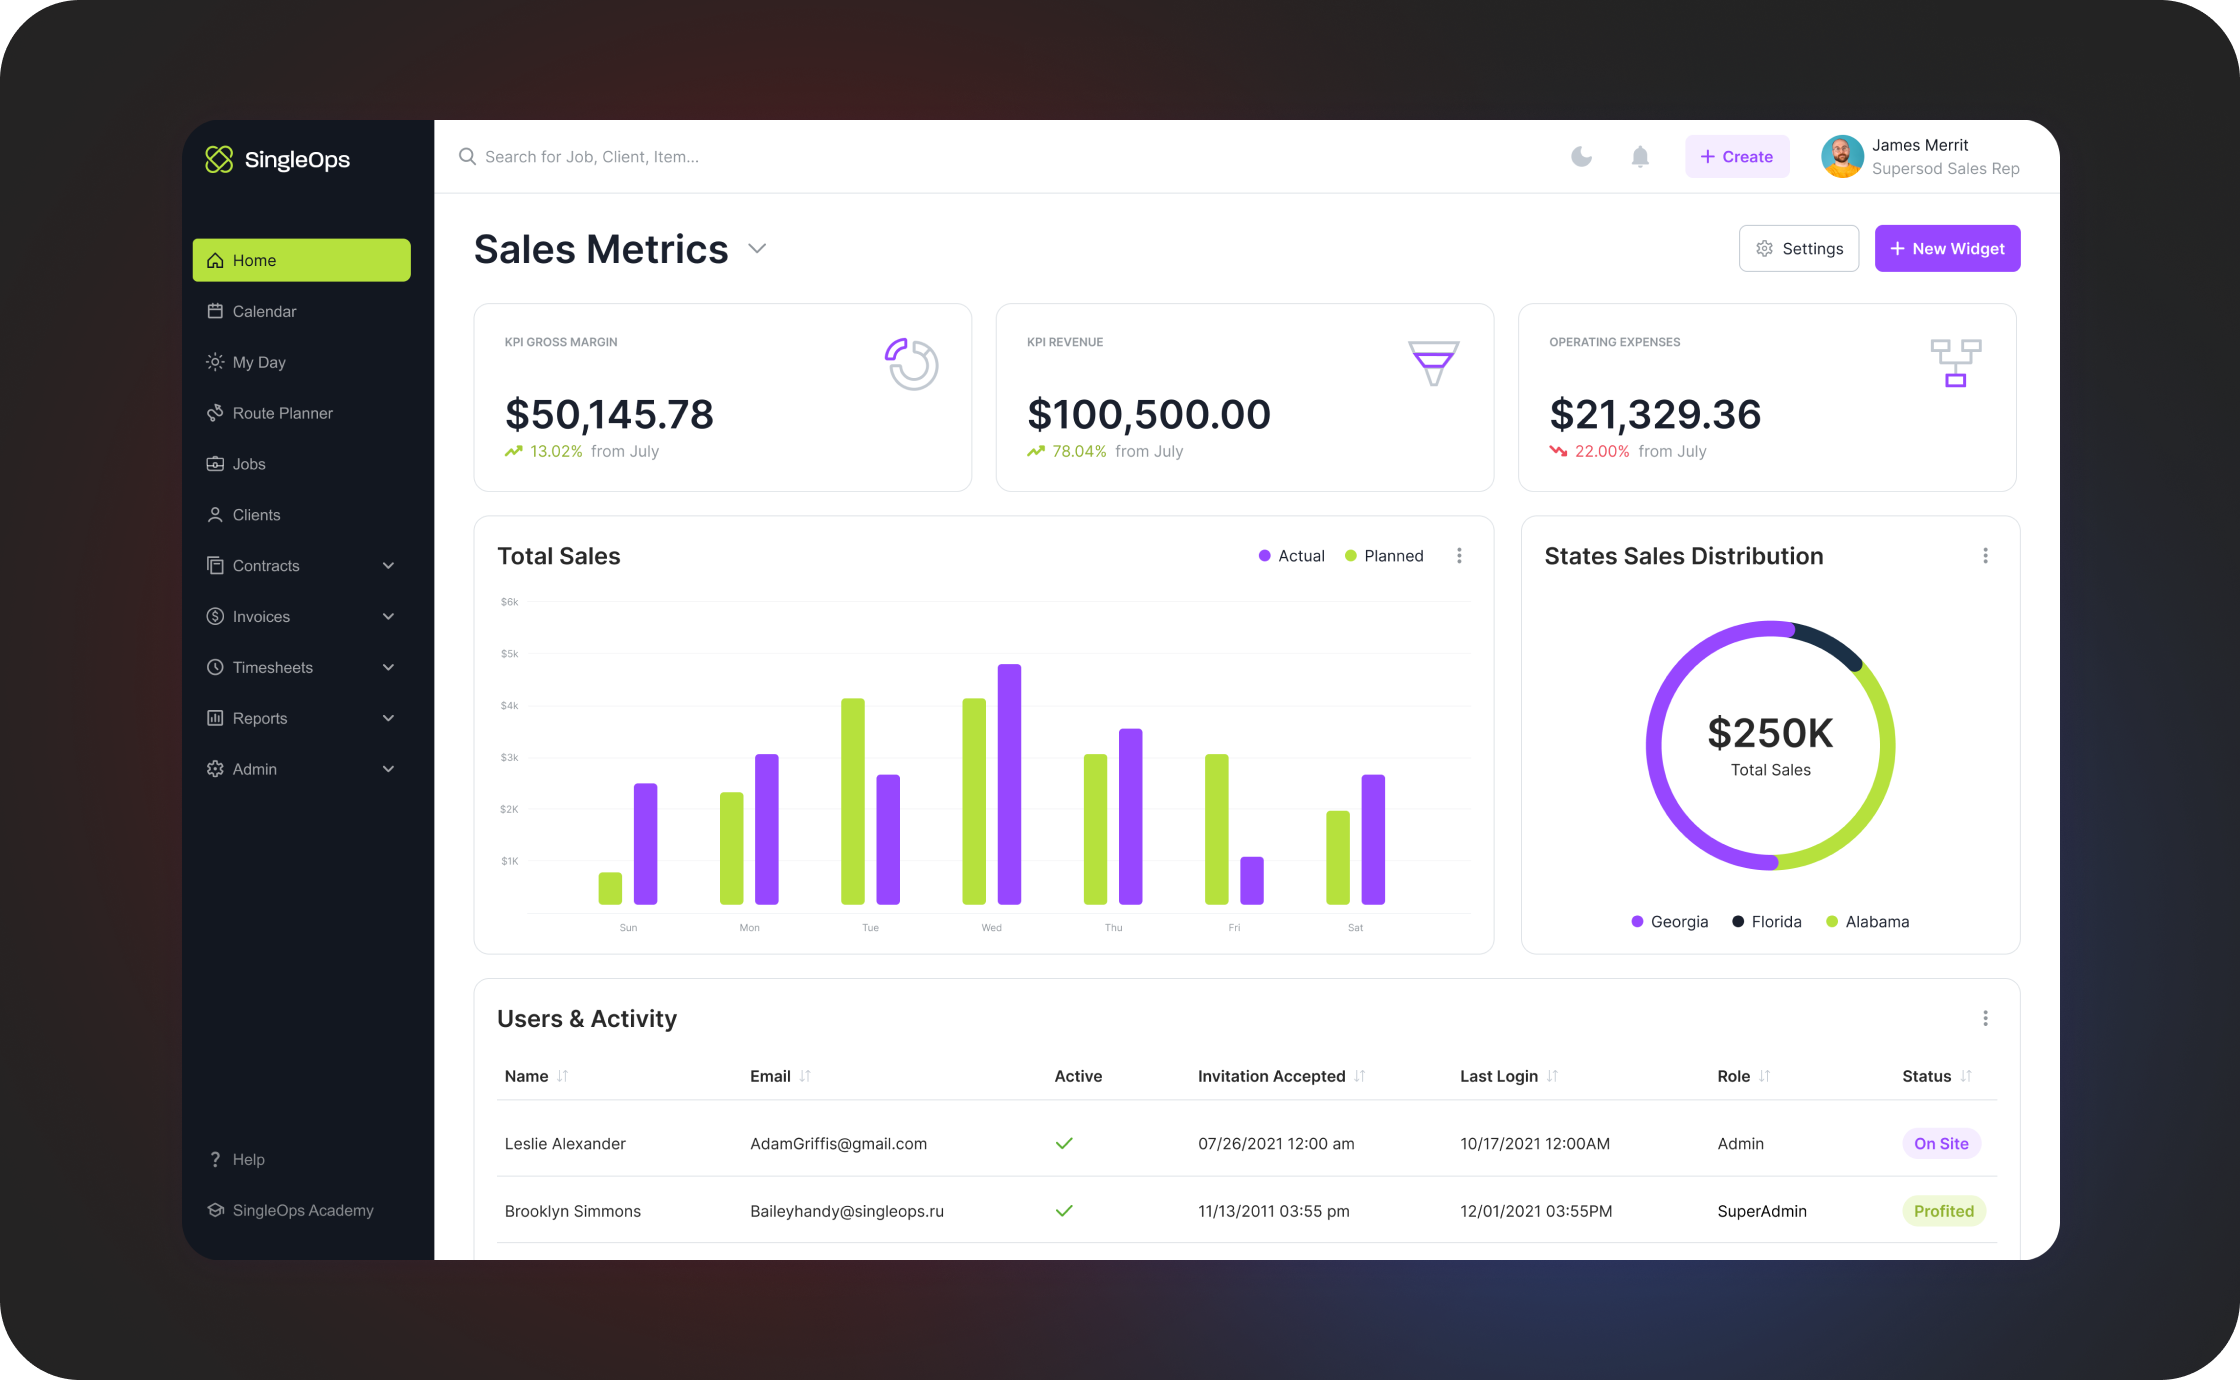 SingleOps
Search for Job, Client, Item...
Create
James Merrit
Supersod Sales Rep
Home
Calendar
My Day
Route Planner
Jobs
Clients
Contracts
Invoices
Timesheets
Reports
Admin
Help
SingleOps Academy
Sales Metrics
Settings
New Widget
KPI GROSS MARGIN
$50,145.78
13.02% from July
KPI REVENUE
$100,500.00
78.04% from July
OPERATING EXPENSES
$21,329.36
22.00% from July
Total Sales
Actual Planned
$6k
$5k
$4k
$3k
$2K
$1K
Sun Mon Tue Wed Thu Fri Sat
States Sales Distribution
$250K
Total Sales
Georgia Florida Alabama
Users & Activity
Name Email Active Invitation Accepted Last Login Role Status
Leslie Alexander AdamGriffis@gmail.com 07/26/2021 12:00 am 10/17/2021 12:00AM Admin On Site
Brooklyn Simmons Baileyhandy@singleops.ru 11/13/2011 03:55 pm 12/01/2021 03:55PM SuperAdmin Profited